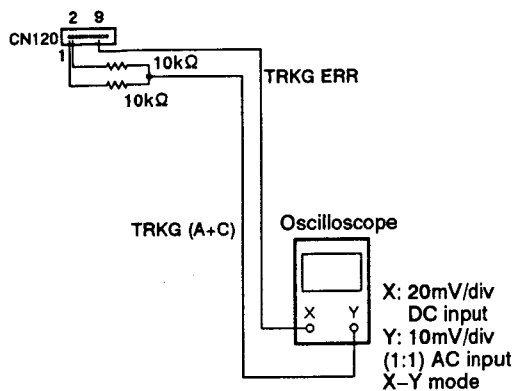 2 9
CN120
1
10kΩ
10kΩ
TRKG ERR
TRKG (A+C)
Oscilloscope
X Y
X: 20mV/div
DC input
Y: 10mV/div
(1:1) AC input
X-Y mode